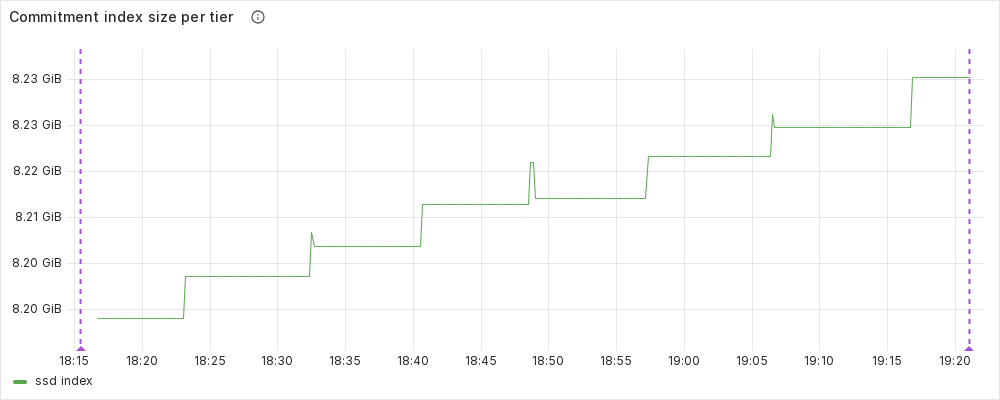 Commitment index size per tier
8.23 GiB
8.23 GiB
8.22 GiB
8.21 GiB
8.20 GiB
8.20 GiB
18:15 18:20 18:25 18:30 18:35 18:40 18:45 18:50 18:55 19:00 19:05 19:10 19:15 19:20
ssd index